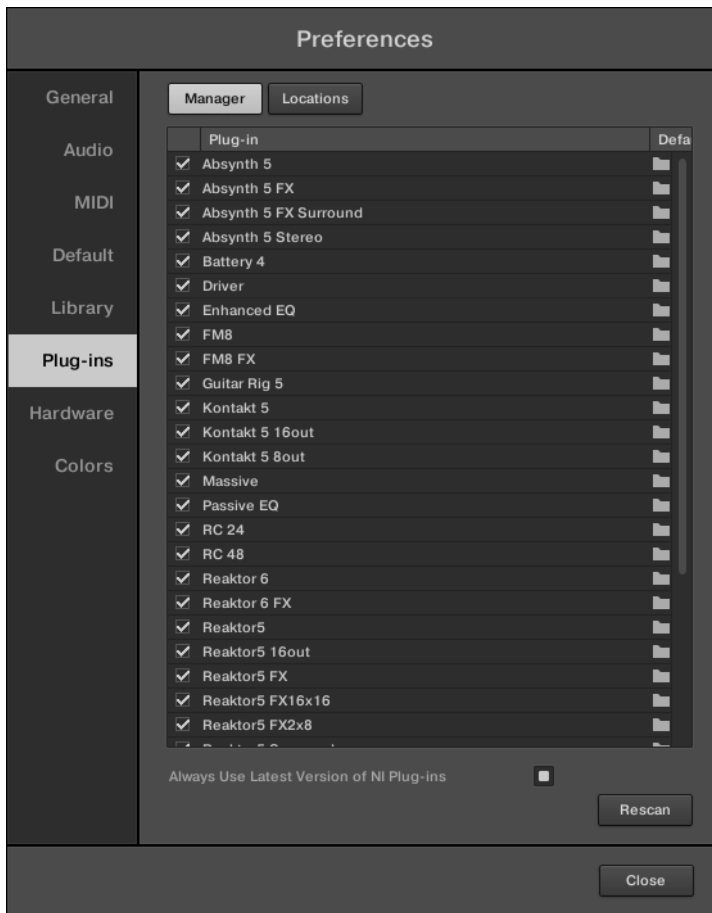 Preferences
General
Audio
MIDI
Default
Library
Plug-ins
Hardware
Colors
Manager Locations
Plug-in Defa
Absynth 5
Absynth 5 FX
Absynth 5 FX Surround
Absynth 5 Stereo
Battery 4
Driver
Enhanced EQ
FM8
FM8 FX
Guitar Rig 5
Kontakt 5
Kontakt 5 16out
Kontakt 5 8out
Massive
Passive EQ
RC 24
RC 48
Reaktor 6
Reaktor 6 FX
Reaktor5
Reaktor5 16out
Reaktor5 FX
Reaktor5 FX16x16
Reaktor5 FX2x8
Always Use Latest Version of NI Plug-ins
Rescan
Close